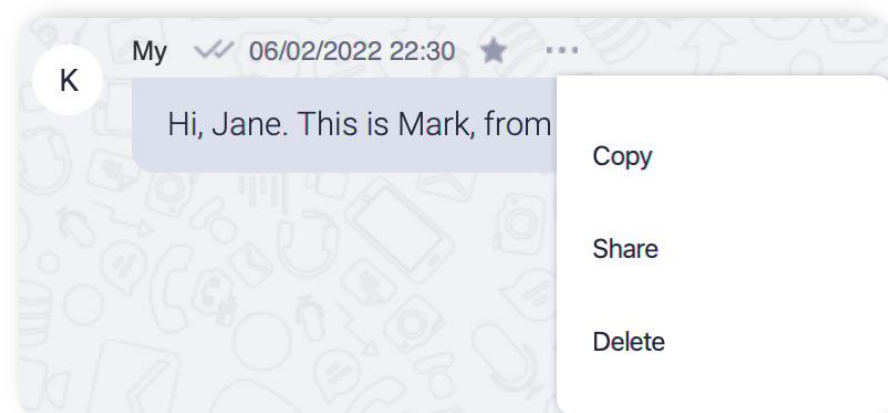 My 06/02/2022 22:30
K
Hi, Jane. This is Mark, from
Copy
Share
Delete